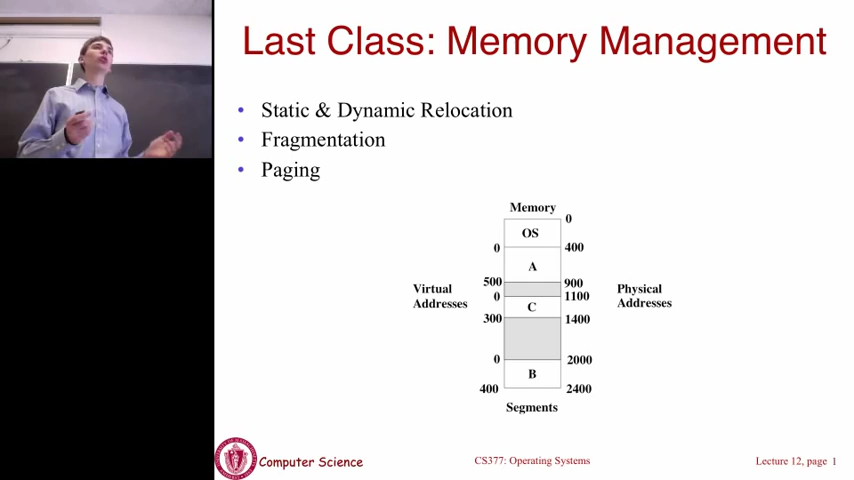 Last Class: Memory Management
• Static & Dynamic Relocation
• Fragmentation
• Paging
Memory
0
OS
0
400
A
500
900
Virtual
Addresses
Physical
Addresses
0
1100
C
300
1400
0
2000
B
400
2400
Segments
Computer Science
CS377: Operating Systems
Lecture 12, page 1